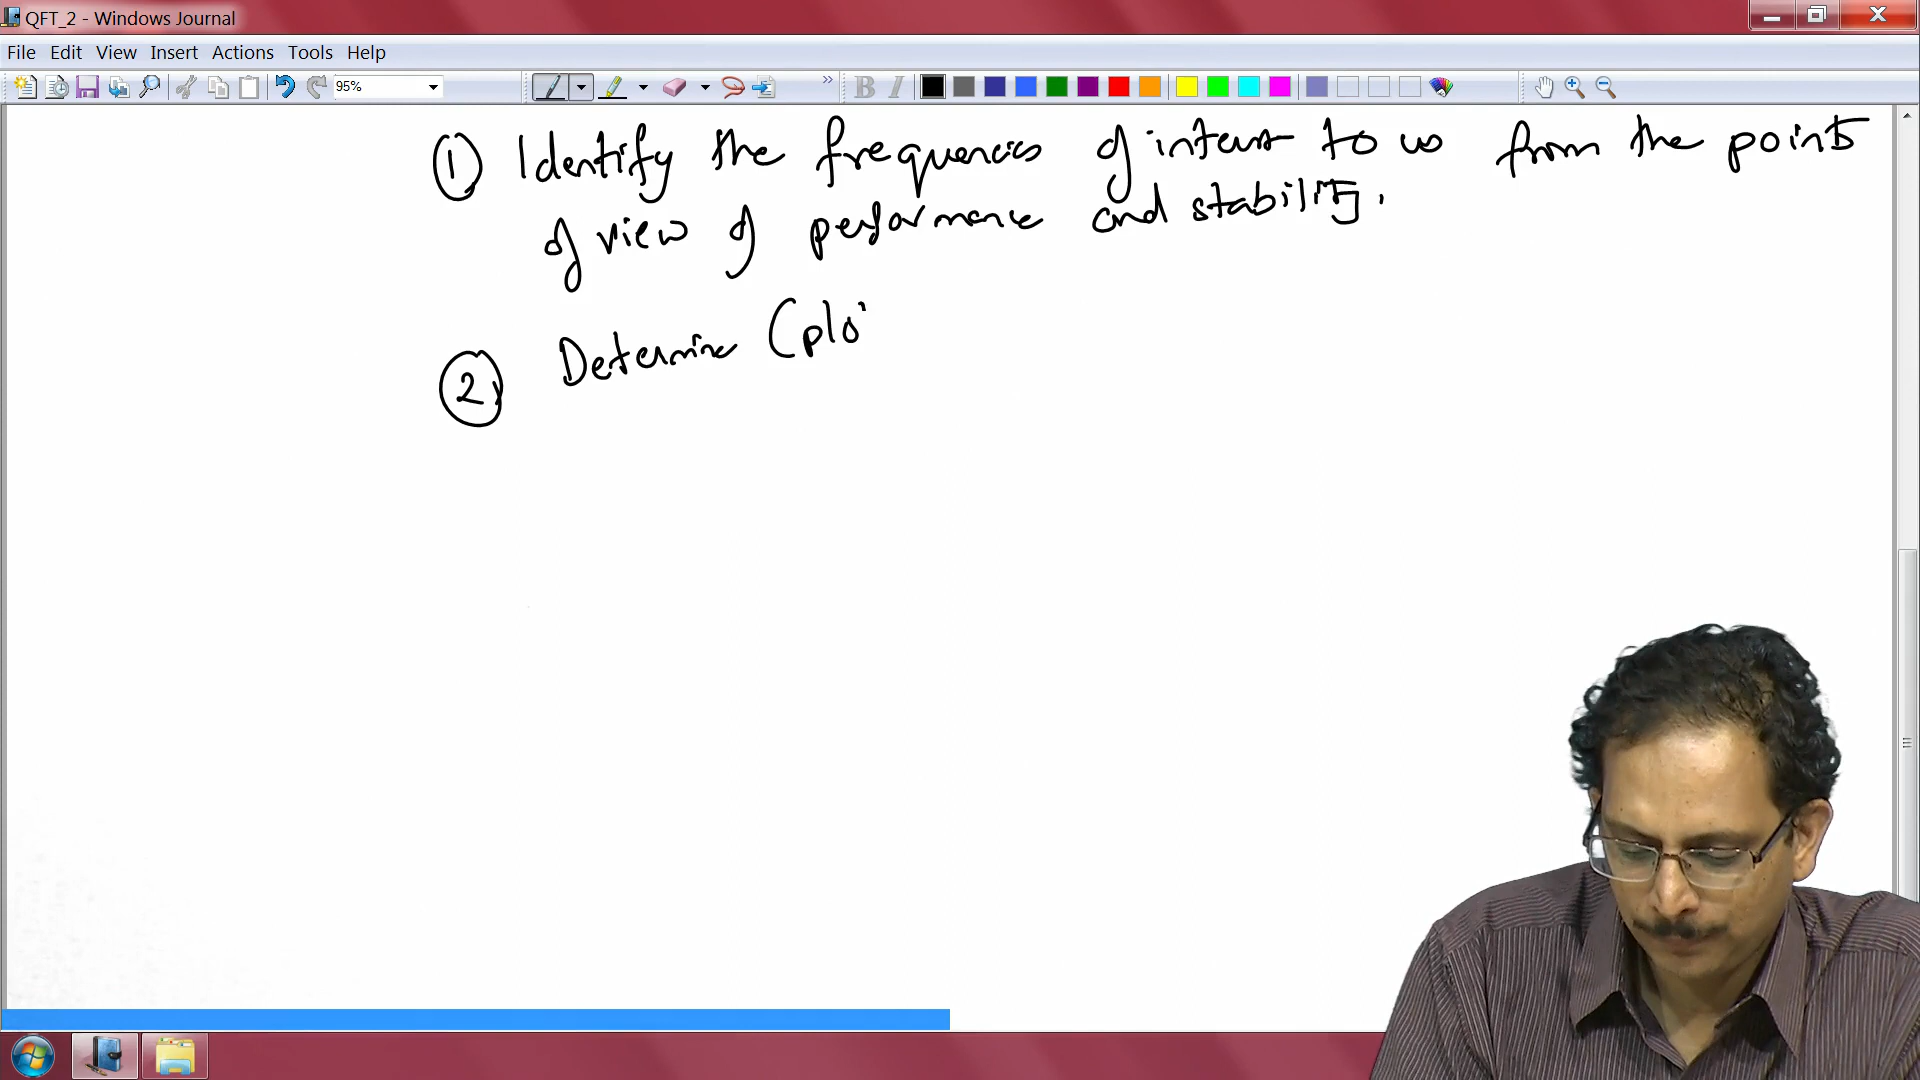 QFT_2 - Windows Journal
File Edit View Insert Actions Tools Help
95% B I
① Identify the frequencies of interest to us from the points
of view of performance and stability.
② Determine (plo